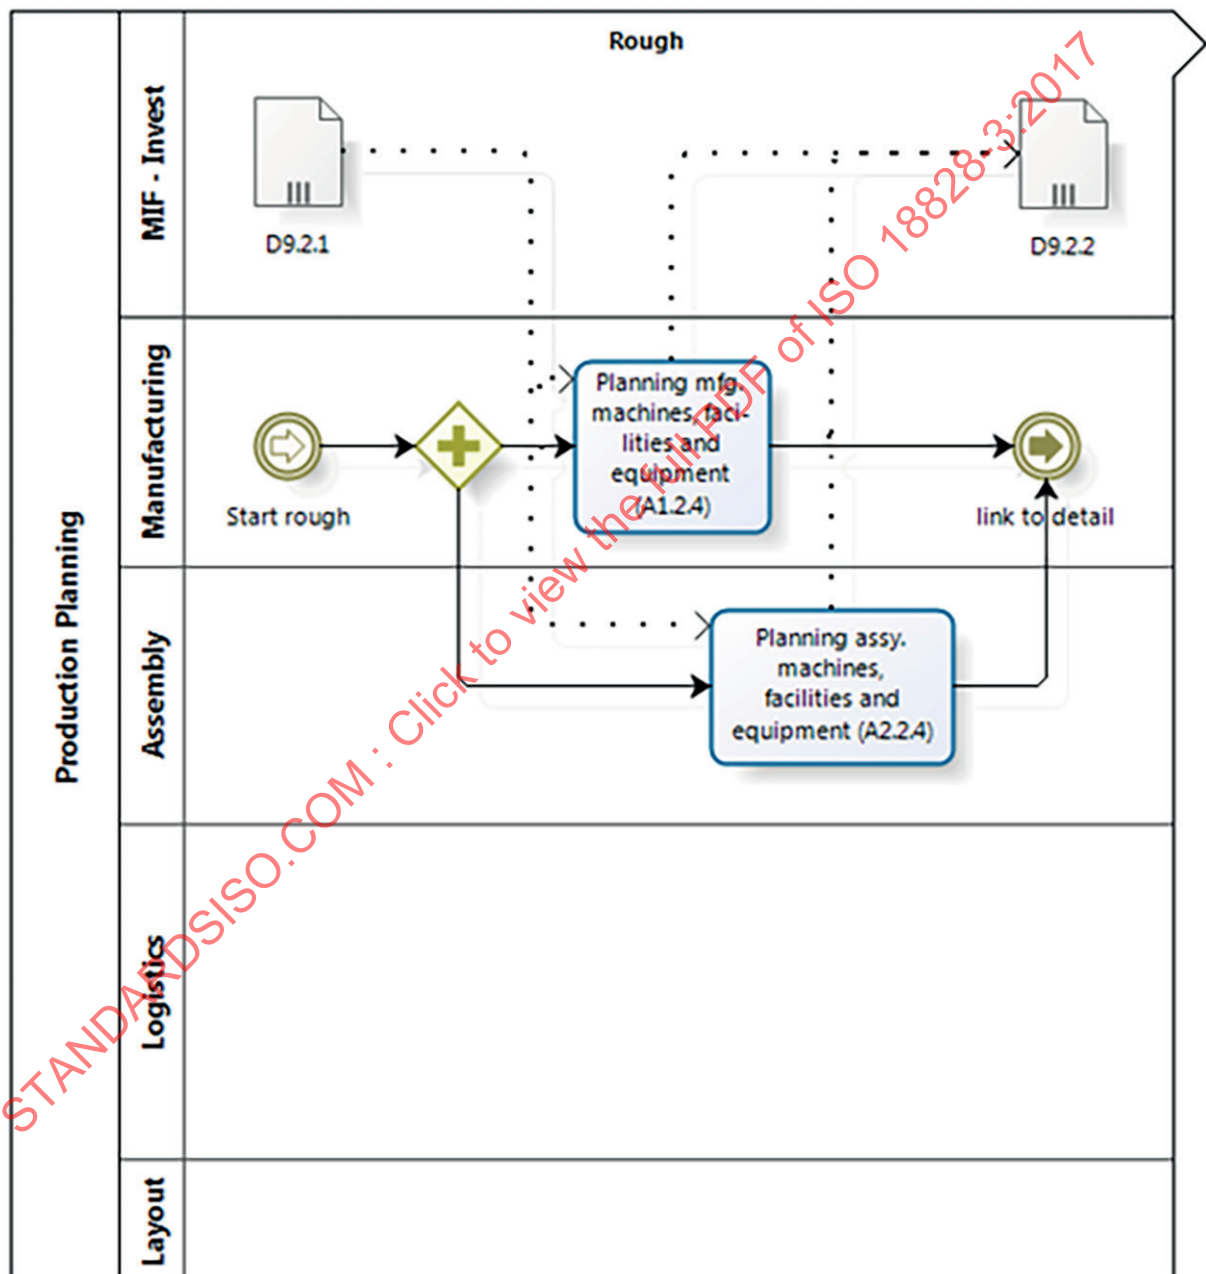 Rough
Production Planning
MIF - Invest
D9.2.1
D9.2.2
Manufacturing
Start rough
Planning mfg.
machines, faci-
lities and
equipment
(A1.2.4)
link to detail
Assembly
Planning assy.
machines,
facilities and
equipment (A2.2.4)
Logistics
Layout
STANDARDSISO.COM : Click to view the full PDF of ISO 18828-3:2017